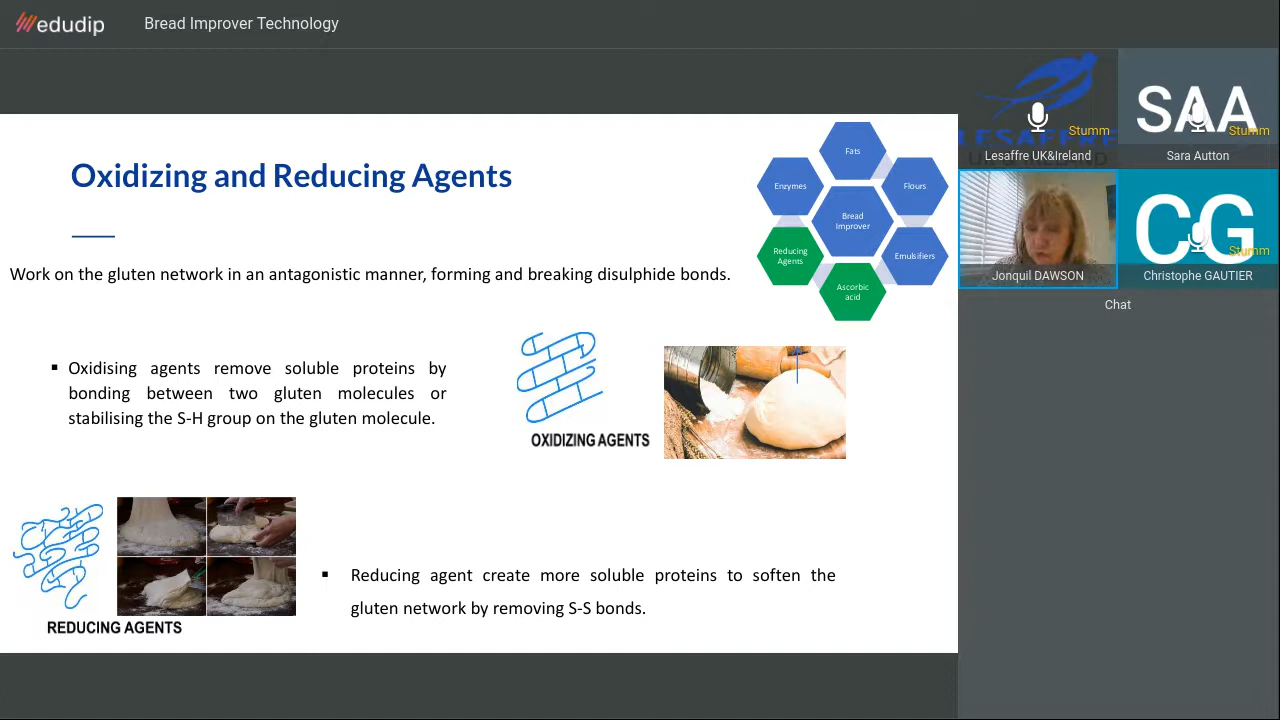 edudip
Bread Improver Technology
Oxidizing and Reducing Agents
Work on the gluten network in an antagonistic manner, forming and breaking disulphide bonds.
Fats
Enzymes
Flours
Bread
Improver
Reducing
Agents
Emulsifiers
Ascorbic
acid
▪ Oxidising agents remove soluble proteins by
bonding between two gluten molecules or
stabilising the S-H group on the gluten molecule.
OXIDIZING AGENTS
REDUCING AGENTS
▪ Reducing agent create more soluble proteins to soften the
gluten network by removing S-S bonds.
LESAFFRE
Stumm
Lesaffre UK&Ireland
SAA
Stumm
Sara Autton
Jonquil DAWSON
CG
Stumm
Christophe GAUTIER
Chat